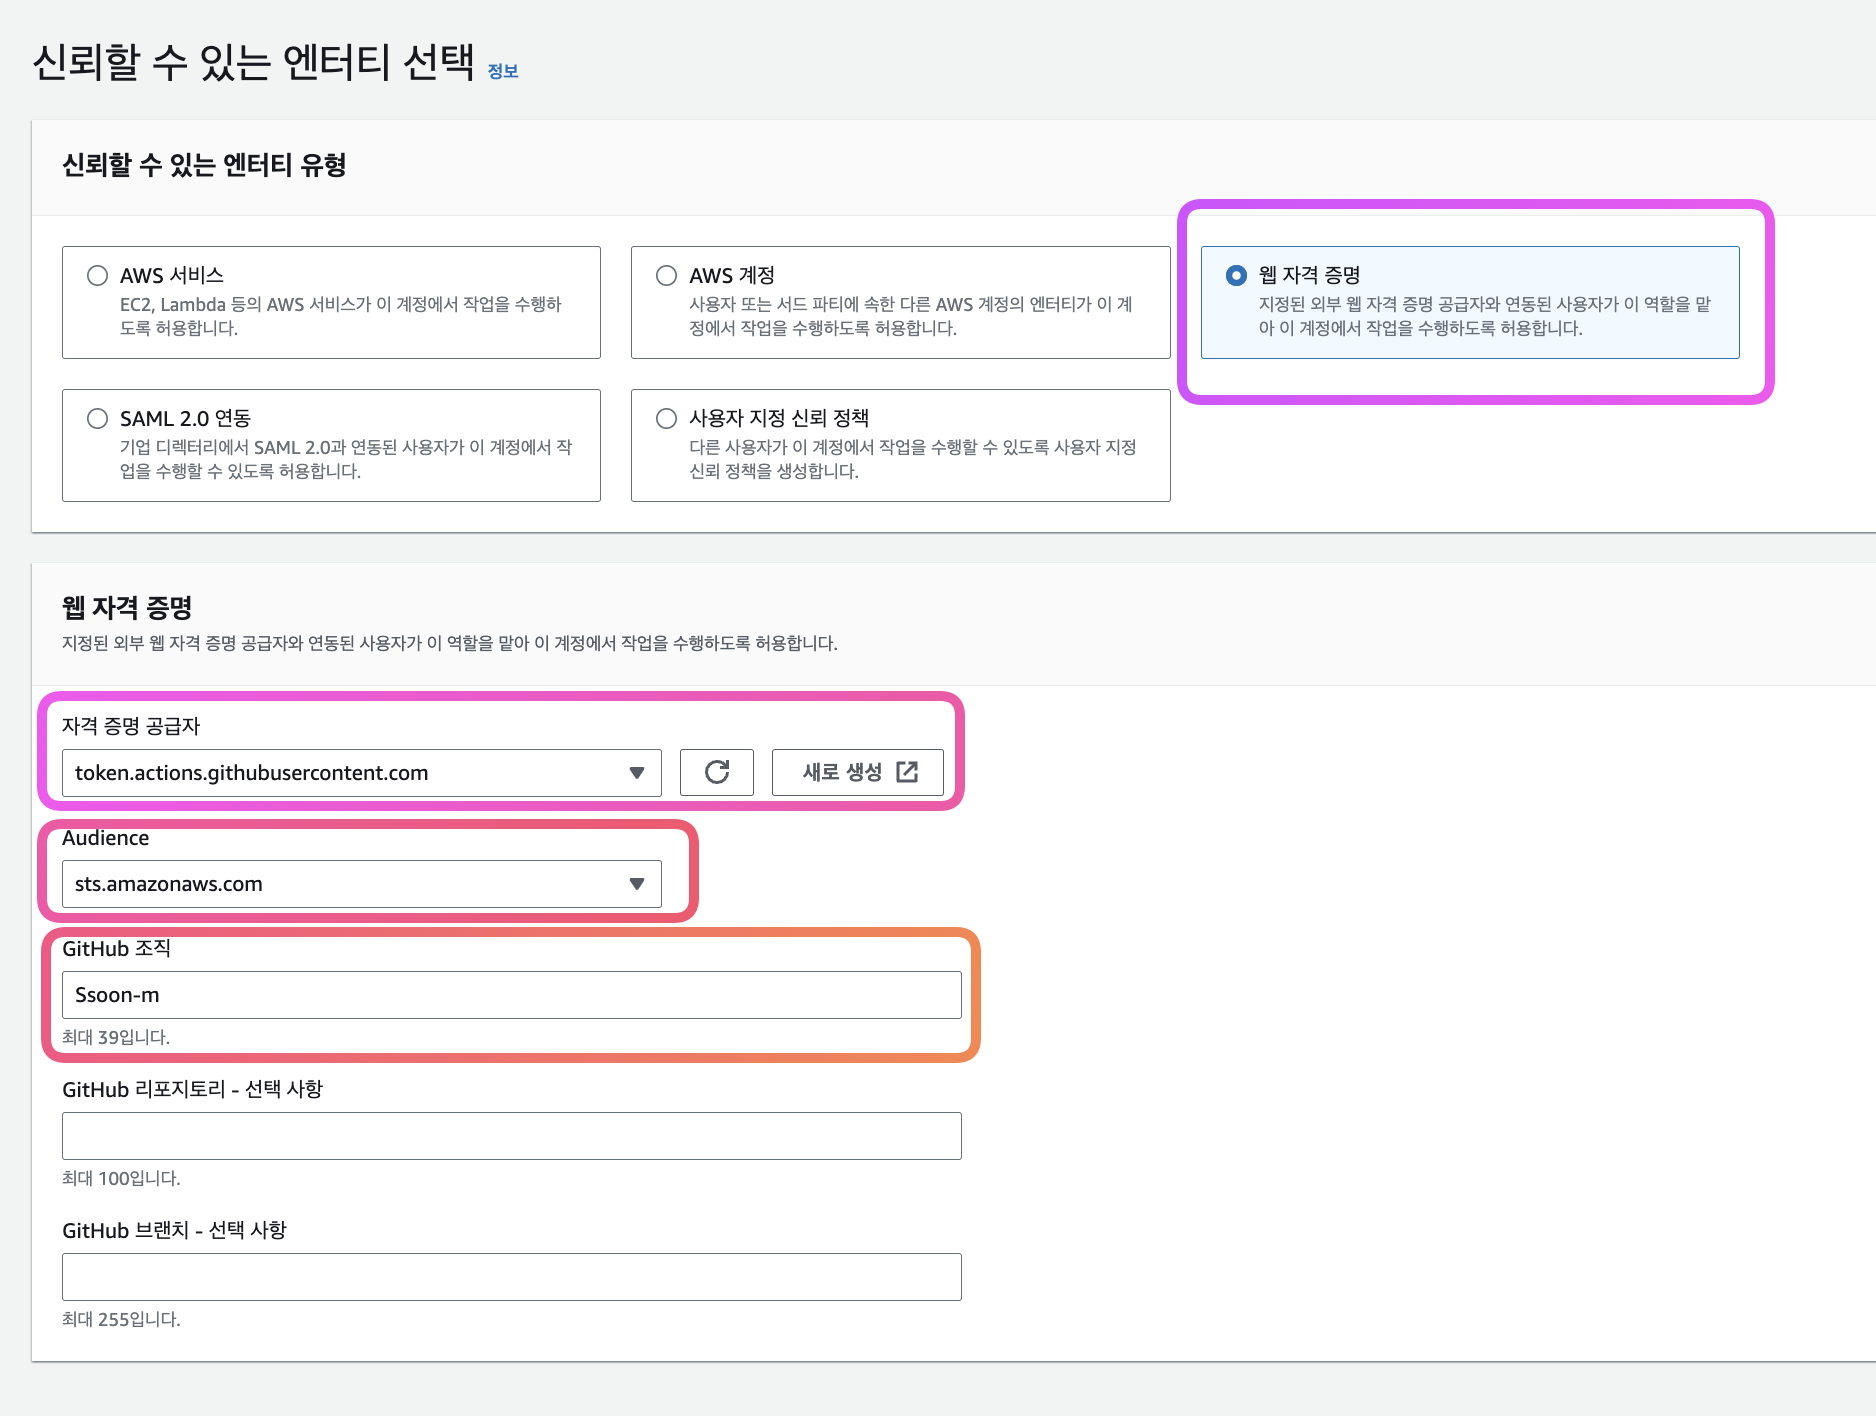 신뢰할 수 있는 엔터티 선택 정보
신뢰할 수 있는 엔터티 유형
AWS 서비스
EC2, Lambda 등의 AWS 서비스가 이 계정에서 작업을 수행하
도록 허용합니다.
AWS 계정
사용자 또는 서드 파티에 속한 다른 AWS 계정의 엔터티가 이 계
정에서 작업을 수행하도록 허용합니다.
웹 자격 증명
지정된 외부 웹 자격 증명 공급자와 연동된 사용자가 이 역할을 맡
아 이 계정에서 작업을 수행하도록 허용합니다.
SAML 2.0 연동
기업 디렉터리에서 SAML 2.0과 연동된 사용자가 이 계정에서 작
업을 수행할 수 있도록 허용합니다.
사용자 지정 신뢰 정책
다른 사용자가 이 계정에서 작업을 수행할 수 있도록 사용자 지정
신뢰 정책을 생성합니다.
웹 자격 증명
지정된 외부 웹 자격 증명 공급자와 연동된 사용자가 이 역할을 맡아 이 계정에서 작업을 수행하도록 허용합니다.
자격 증명 공급자
token.actions.githubusercontent.com
새로 생성
Audience
sts.amazonaws.com
GitHub 조직
Ssoon-m
최대 39입니다.
GitHub 리포지토리 - 선택 사항
최대 100입니다.
GitHub 브랜치 - 선택 사항
최대 255입니다.